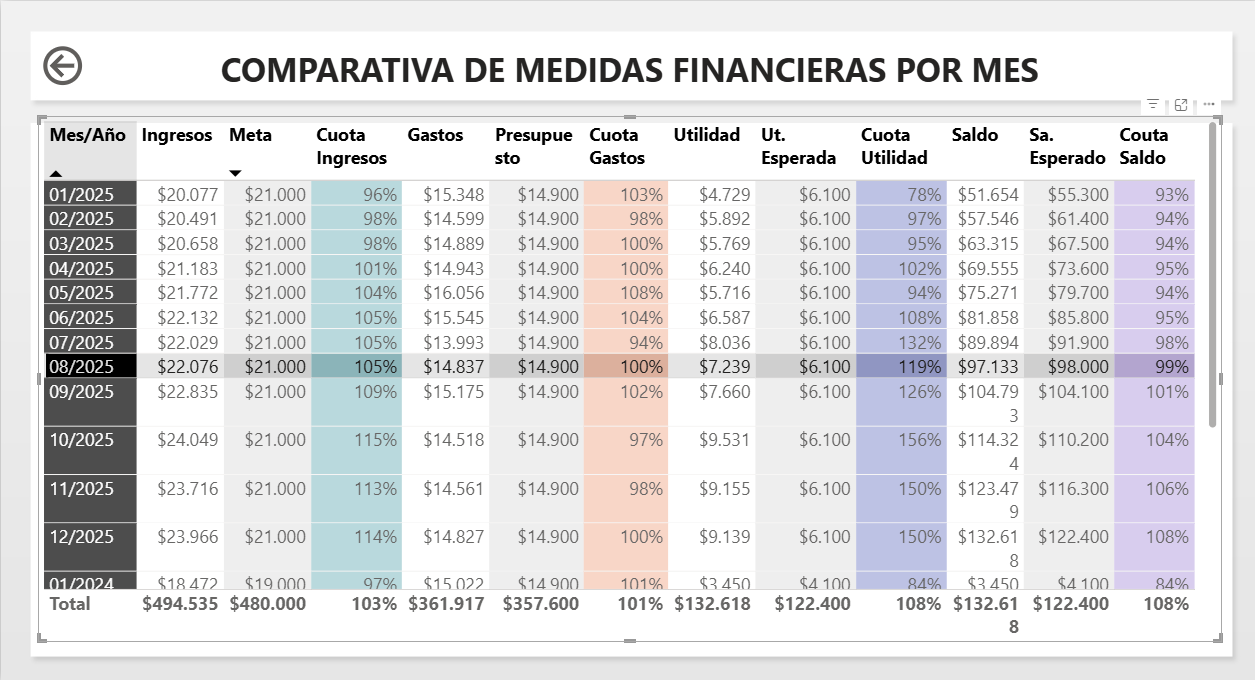 COMPARATIVA DE MEDIDAS FINANCIERAS POR MES
Mes/Año Ingresos Meta Cuota Ingresos Gastos Presupue sto Cuota Gastos Utilidad Ut. Esperada Cuota Utilidad Saldo Sa. Esperado Couta Saldo
01/2025 $20.077 $21.000 96% $15.348 $14.900 103% $4.729 $6.100 78% $51.654 $55.300 93%
02/2025 $20.491 $21.000 98% $14.599 $14.900 98% $5.892 $6.100 97% $57.546 $61.400 94%
03/2025 $20.658 $21.000 98% $14.889 $14.900 100% $5.769 $6.100 95% $63.315 $67.500 94%
04/2025 $21.183 $21.000 101% $14.943 $14.900 100% $6.240 $6.100 102% $69.555 $73.600 95%
05/2025 $21.772 $21.000 104% $16.056 $14.900 108% $5.716 $6.100 94% $75.271 $79.700 94%
06/2025 $22.132 $21.000 105% $15.545 $14.900 104% $6.587 $6.100 108% $81.858 $85.800 95%
07/2025 $22.029 $21.000 105% $13.993 $14.900 94% $8.036 $6.100 132% $89.894 $91.900 98%
08/2025 $22.076 $21.000 105% $14.837 $14.900 100% $7.239 $6.100 119% $97.133 $98.000 99%
09/2025 $22.835 $21.000 109% $15.175 $14.900 102% $7.660 $6.100 126% $104.793 $104.100 101%
10/2025 $24.049 $21.000 115% $14.518 $14.900 97% $9.531 $6.100 156% $114.324 $110.200 104%
11/2025 $23.716 $21.000 113% $14.561 $14.900 98% $9.155 $6.100 150% $123.479 $116.300 106%
12/2025 $23.966 $21.000 114% $14.827 $14.900 100% $9.139 $6.100 150% $132.618 $122.400 108%
01/2024 $18.472 $19.000 97% $15.022 $14.900 101% $3.450 $4.100 84% $3.450 $4.100 84%
Total $494.535 $480.000 103% $361.917 $357.600 101% $132.618 $122.400 108% $132.618 $122.400 108%